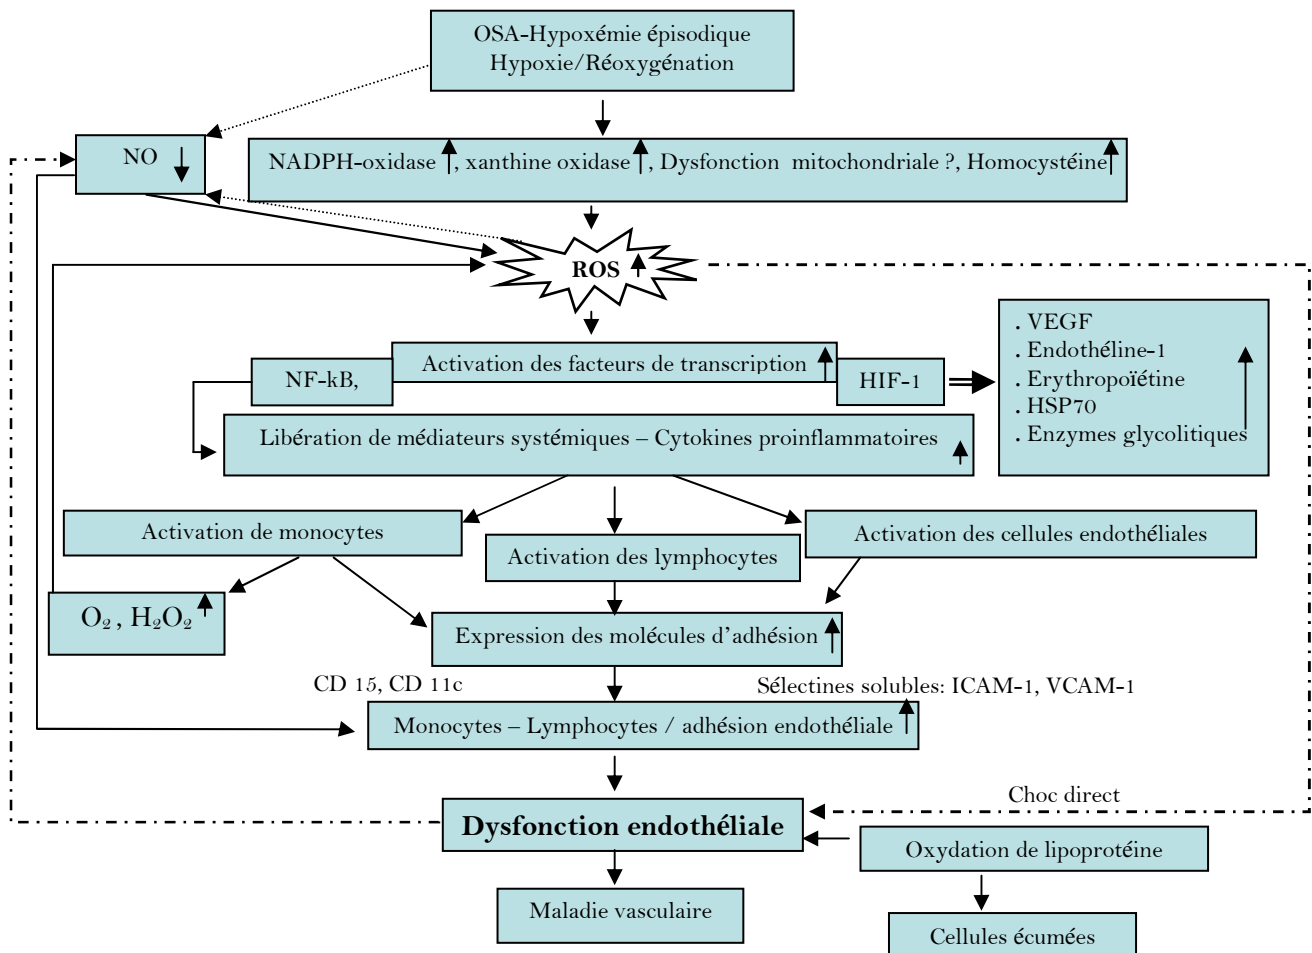 OSA-Hypoxémie épisodique
Hypoxie/Réoxygénation
NO
NADPH-oxidase , xanthine oxidase , Dysfonction mitochondriale ?, Homocystéine
ROS
. VEGF
. Endothéline-1
. Erythropoïétine
. HSP70
. Enzymes glycolitiques
NF-kB,
Activation des facteurs de transcription
HIF-1
Libération de médiateurs systémiques – Cytokines proinflammatoires
Activation de monocytes
Activation des lymphocytes
Activation des cellules endothéliales
O₂ , H₂O₂
Expression des molécules d’adhésion
CD 15, CD 11c
Sélectines solubles: ICAM-1, VCAM-1
Monocytes – Lymphocytes / adhésion endothéliale
Choc direct
Dysfonction endothéliale
Oxydation de lipoprotéine
Maladie vasculaire
Cellules écumées